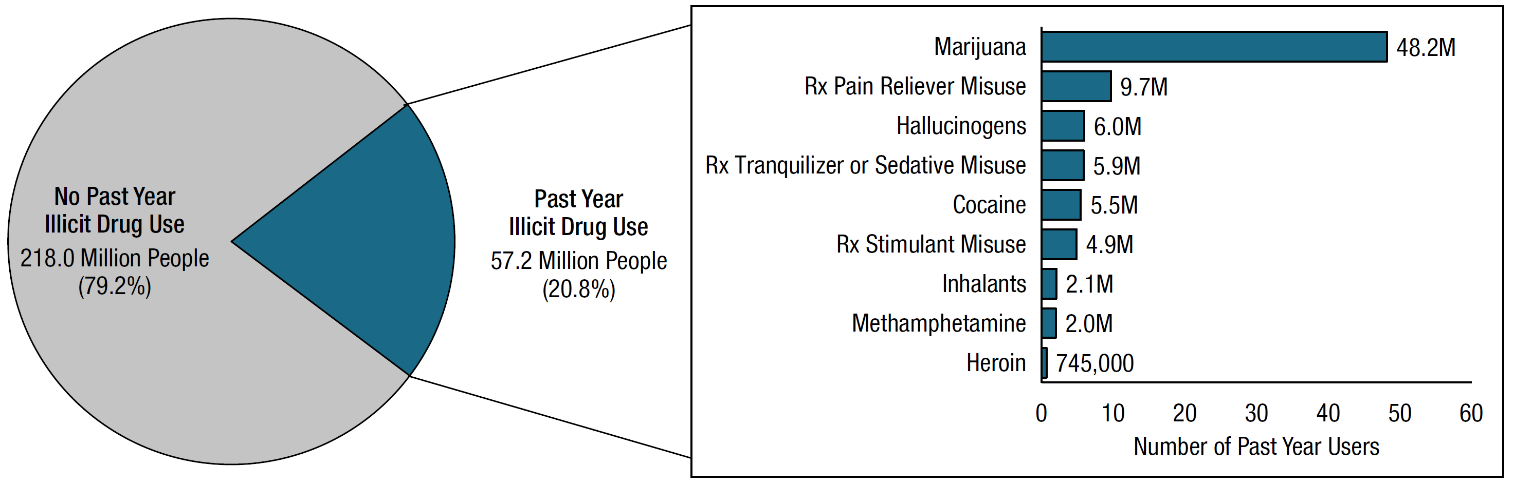 No Past Year
Illicit Drug Use
218.0 Million People
(79.2%)
Past Year
Illicit Drug Use
57.2 Million People
(20.8%)
Marijuana 48.2M
Rx Pain Reliever Misuse 9.7M
Hallucinogens 6.0M
Rx Tranquilizer or Sedative Misuse 5.9M
Cocaine 5.5M
Rx Stimulant Misuse 4.9M
Inhalants 2.1M
Methamphetamine 2.0M
Heroin 745,000
0 10 20 30 40 50 60
Number of Past Year Users